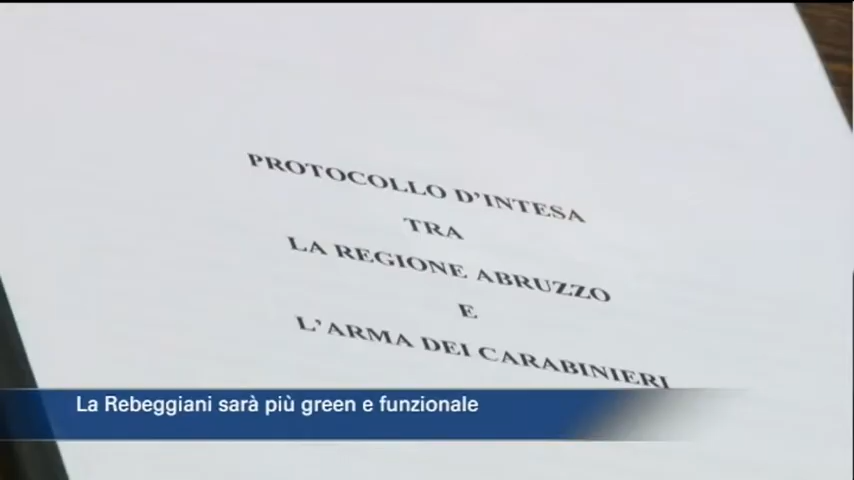 PROTOCOLLO D'INTESA
TRA
LA REGIONE ABRUZZO
E
L'ARMA DEI CARABINIERI
La Rebeggiani sarà più green e funzionale